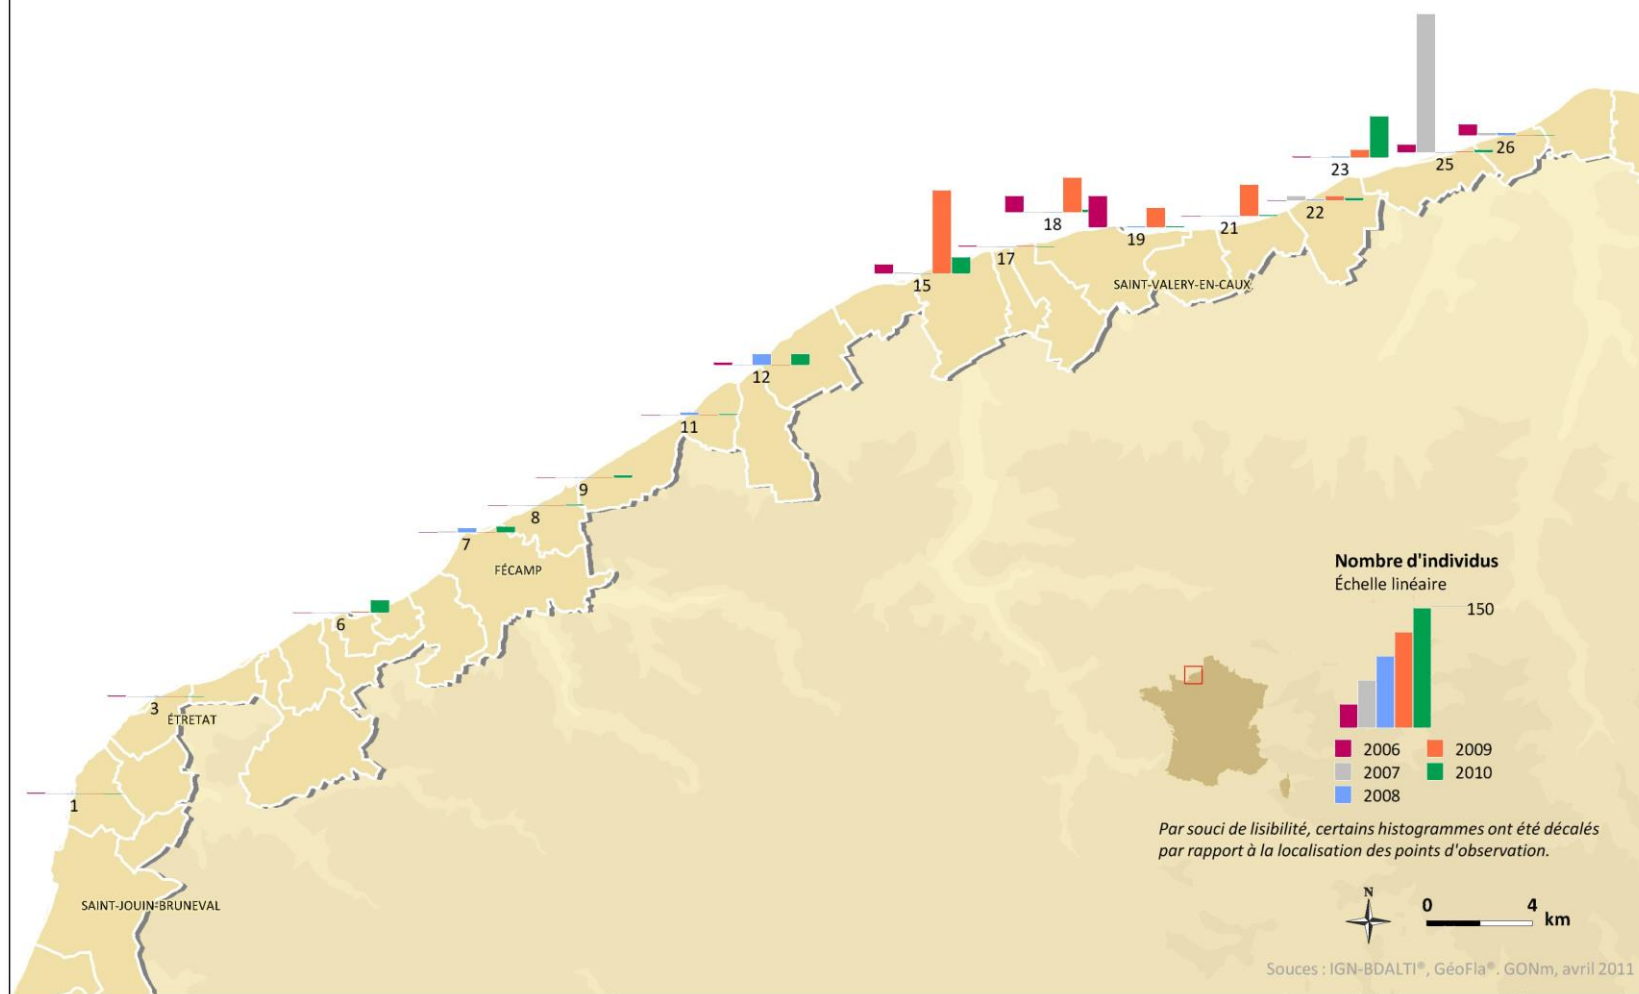 26
25
23
22
21
19
18
17
15
SAINT-VALERY-EN-CAUX
12
11
9
8
7
FÉCAMP
6
3
ÉTRETAT
1
SAINT-JOUIN-BRUNEVAL
Nombre d'individus
Échelle linéaire
150
2006 2009
2007 2010
2008
Par souci de lisibilité, certains histogrammes ont été décalés
par rapport à la localisation des points d'observation.
N
0 4
km
Souces : IGN-BDALTI®, GéoFla®. GONm, avril 2011